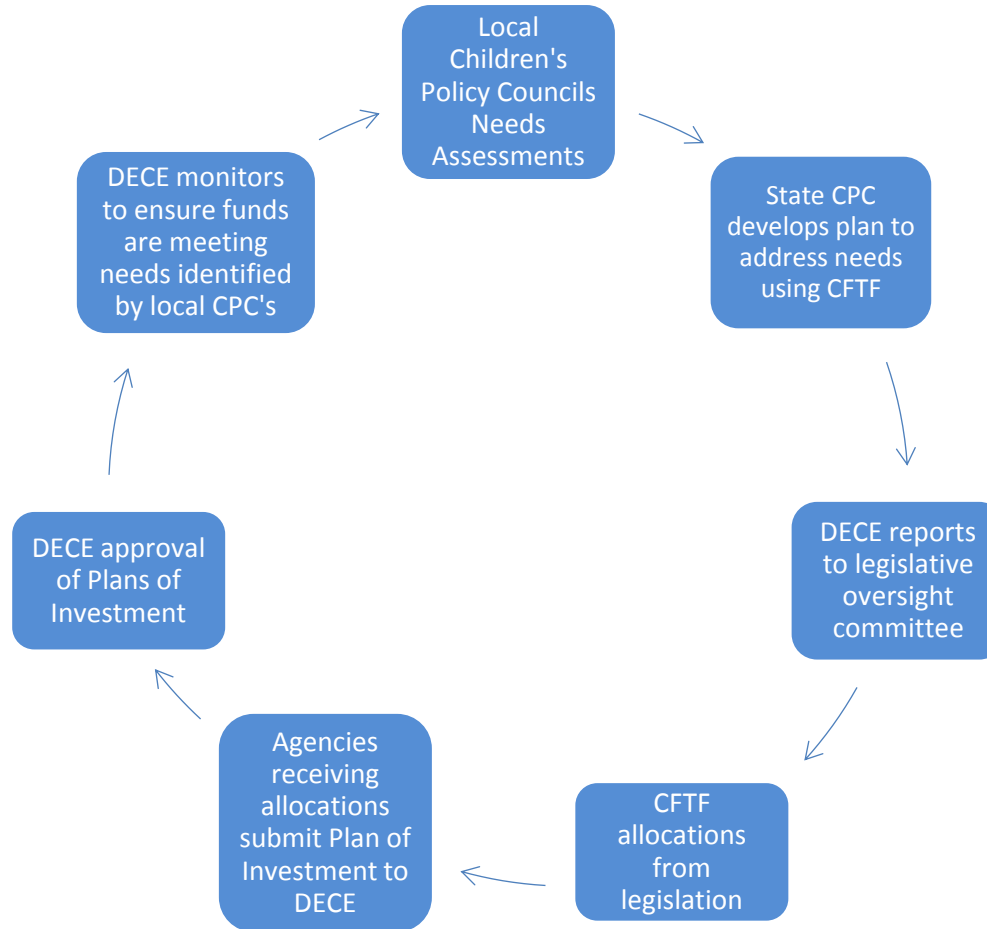 Local
Children's
Policy Councils
Needs
Assessments
State CPC
develops plan to
address needs
using CFTF
DECE reports
to legislative
oversight
committee
CFTF
allocations
from
legislation
Agencies
receiving
allocations
submit Plan of
Investment to
DECE
DECE approval
of Plans of
Investment
DECE monitors
to ensure funds
are meeting
needs identified
by local CPC's